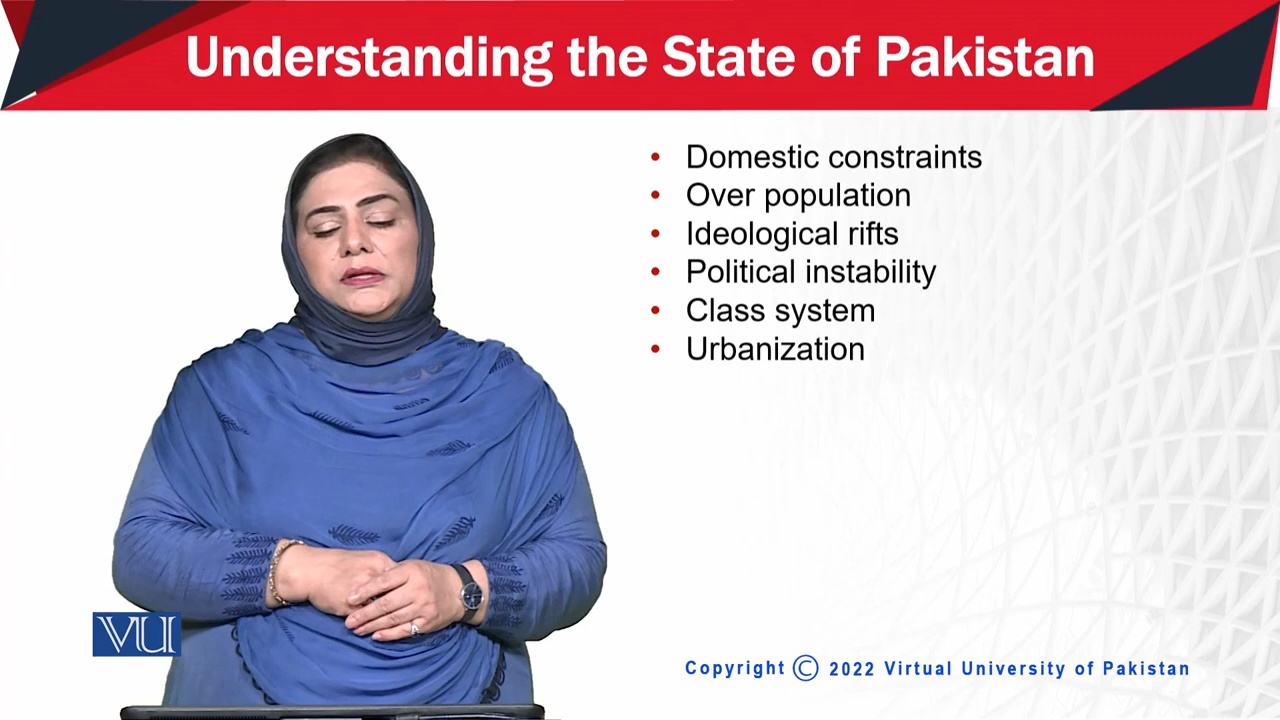 Understanding the State of Pakistan
• Domestic constraints
• Over population
• Ideological rifts
• Political instability
• Class system
• Urbanization
VU
Copyright © 2022 Virtual University of Pakistan